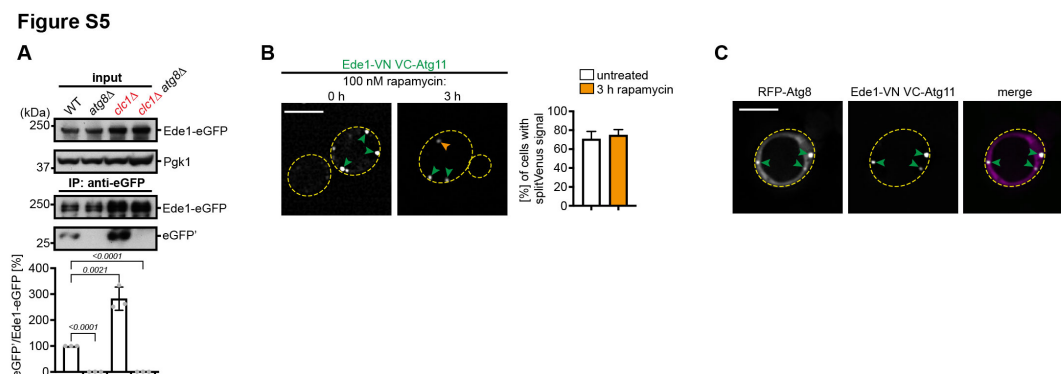 Figure S5
A
input
WT
atg8Δ
clc1Δ
clc1Δ atg8Δ
(kDa)
250
Ede1-eGFP
37
Pgk1
IP: anti-eGFP
250
Ede1-eGFP
25
eGFP'
eGFP'/Ede1-eGFP [%]
400
300
200
100
0
<0.0001
0.0021
<0.0001
B
Ede1-VN VC-Atg11
100 nM rapamycin:
0 h
3 h
untreated
3 h rapamycin
[%] of cells with
splitVenus signal
100
80
60
40
20
0
C
RFP-Atg8
Ede1-VN VC-Atg11
merge